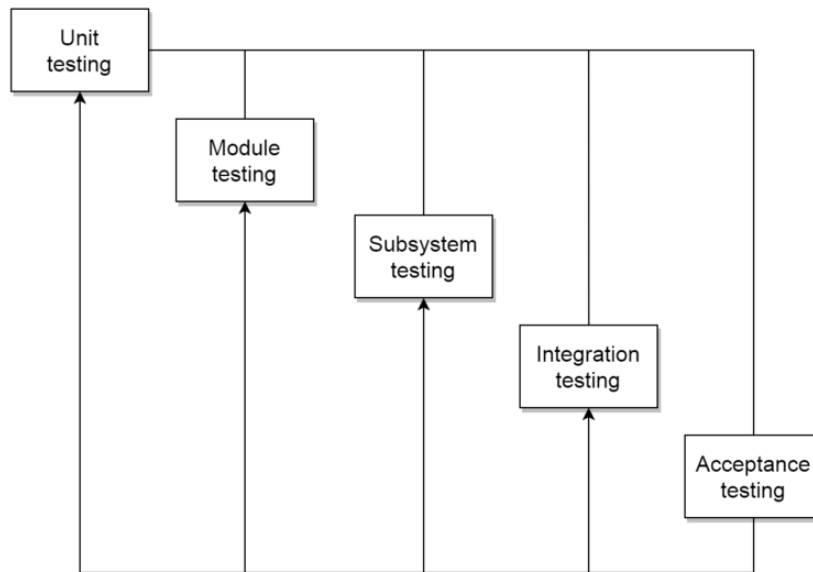 Unit
testing
Module
testing
Subsystem
testing
Integration
testing
Acceptance
testing